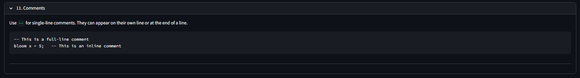 11. Comments
Use -- for single-line comments. They can appear on their own line or at the end of a line.
-- This is a full-line comment
bloom x = 5;   -- This is an inline comment